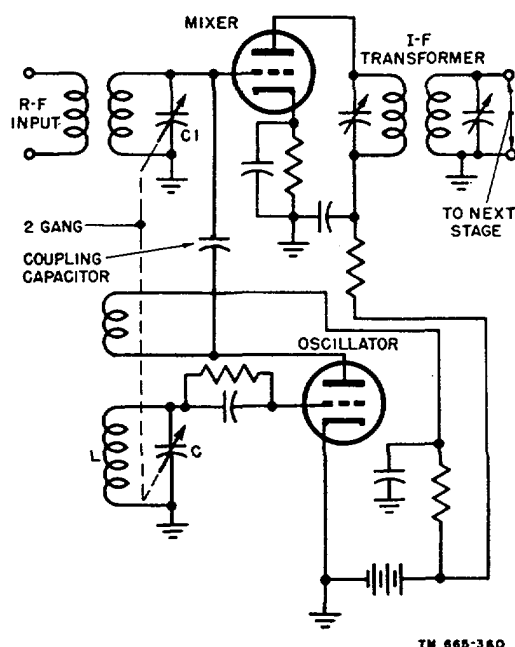 MIXER
I-F
TRANSFORMER
R-F
INPUT
C1
2 GANG
COUPLING
CAPACITOR
TO NEXT
STAGE
OSCILLATOR
L
C
TM 665-360